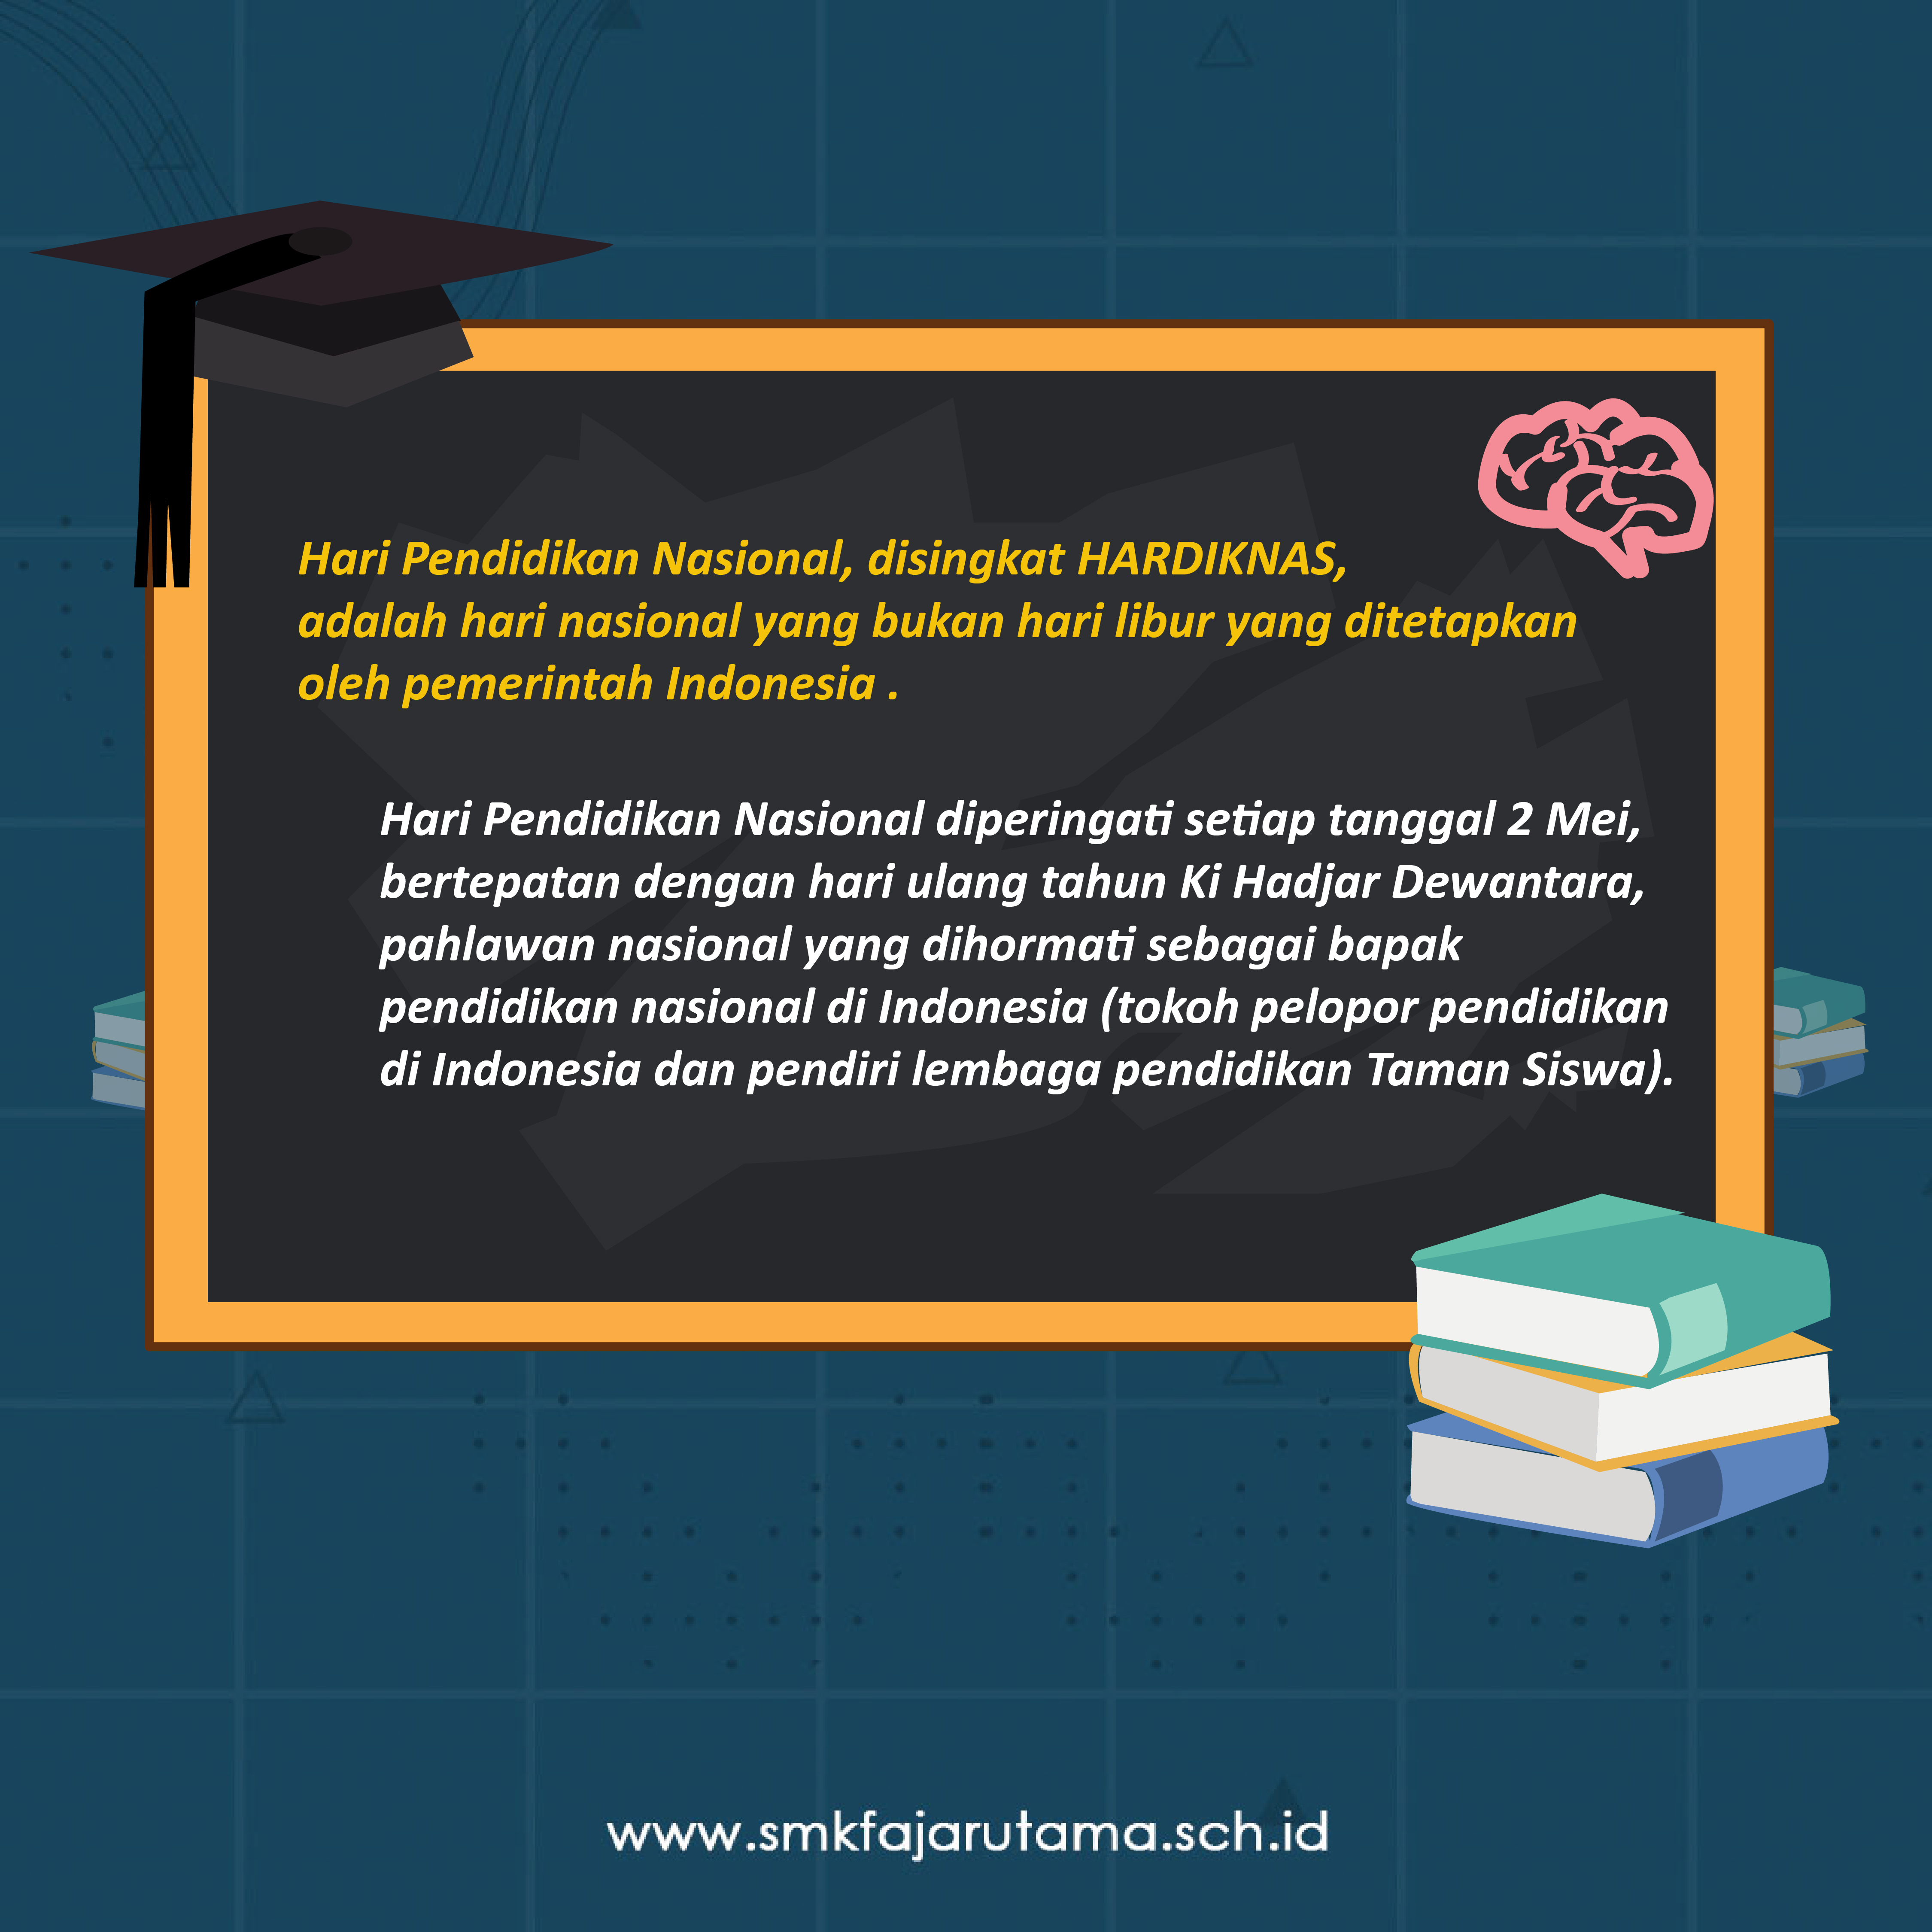 Hari Pendidikan Nasional, disingkat HARDIKNAS,
adalah hari nasional yang bukan hari libur yang ditetapkan
oleh pemerintah Indonesia .
Hari Pendidikan Nasional diperingati setiap tanggal 2 Mei,
bertepatan dengan hari ulang tahun Ki Hadjar Dewantara,
pahlawan nasional yang dihormati sebagai bapak
pendidikan nasional di Indonesia (tokoh pelopor pendidikan
di Indonesia dan pendiri lembaga pendidikan Taman Siswa).
www.smkfajarutama.sch.id